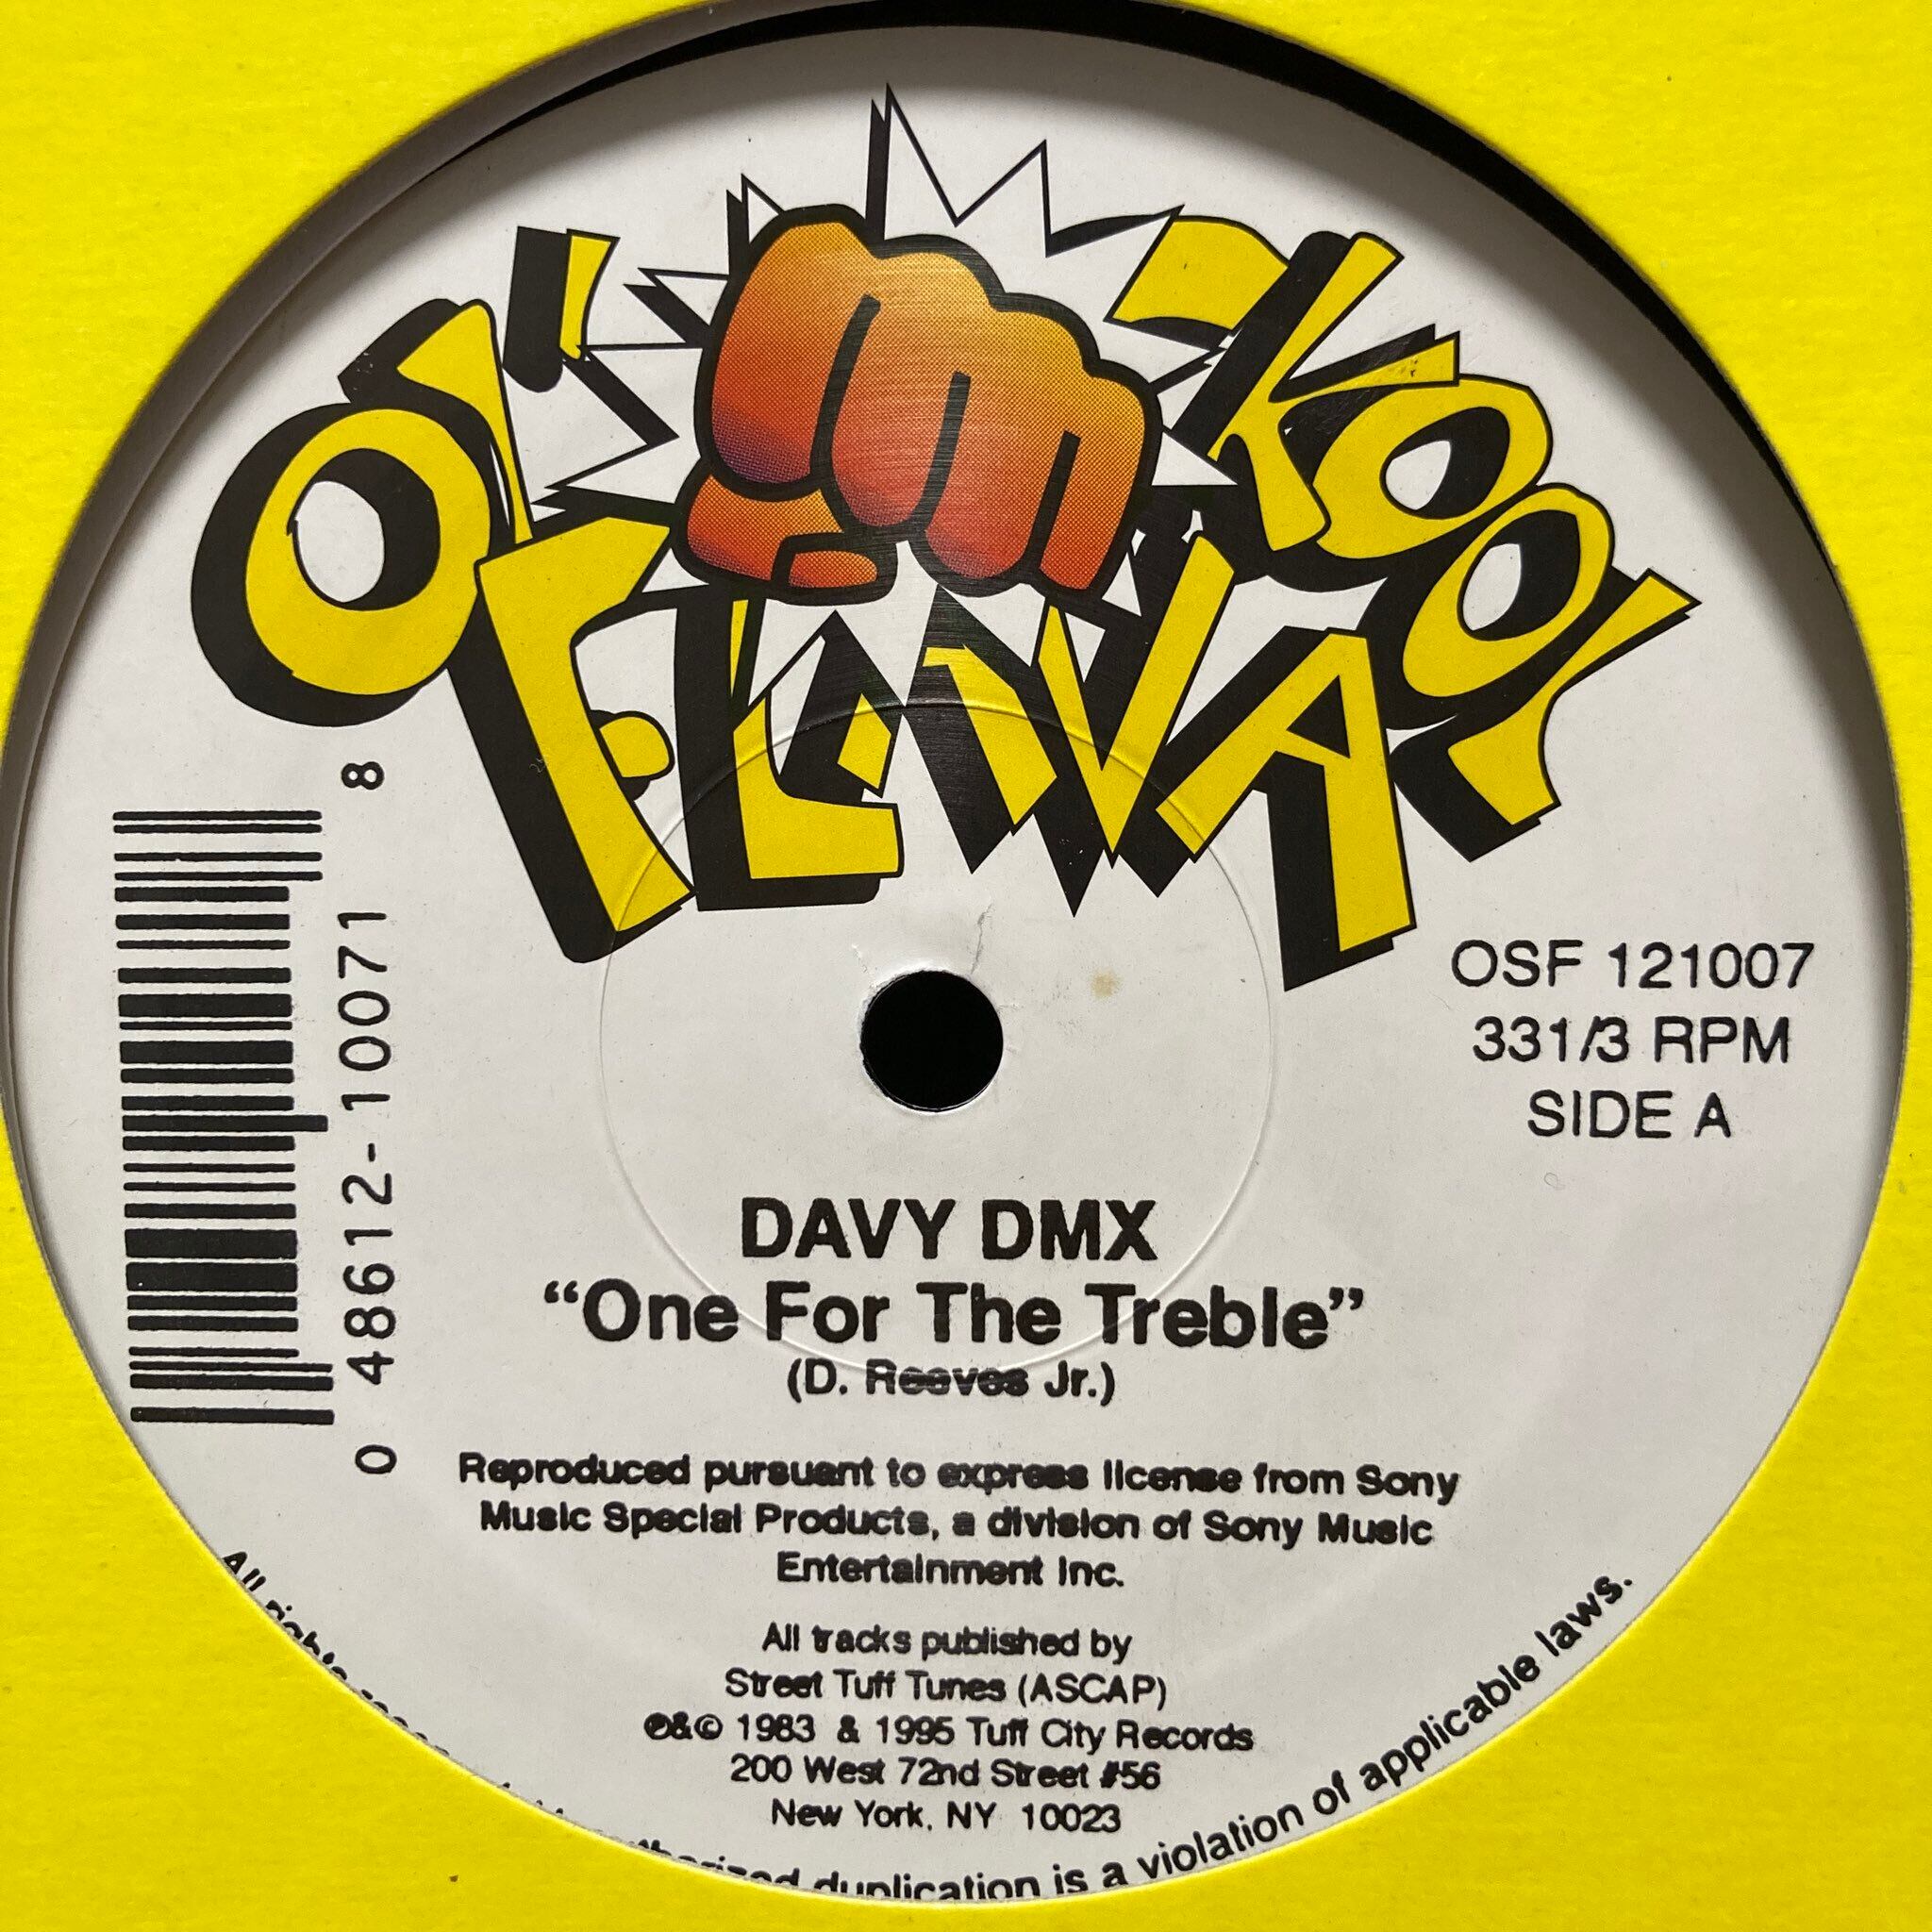 OL' SKOOL
FLAVA
8
0 48612-10071
OSF 121007
331/3 RPM
SIDE A
DAVY DMX
“One For The Treble”
(D. Reeves Jr.)
Reproduced pursuant to express license from Sony
Music Special Products, a division of Sony Music
Entertainment Inc.
All tracks published by
Street Tuff Tunes (ASCAP)
℗&© 1983 & 1995 Tuff City Records
200 West 72nd Street #56
New York, NY 10023
All rights duplication is a violation of applicable laws.